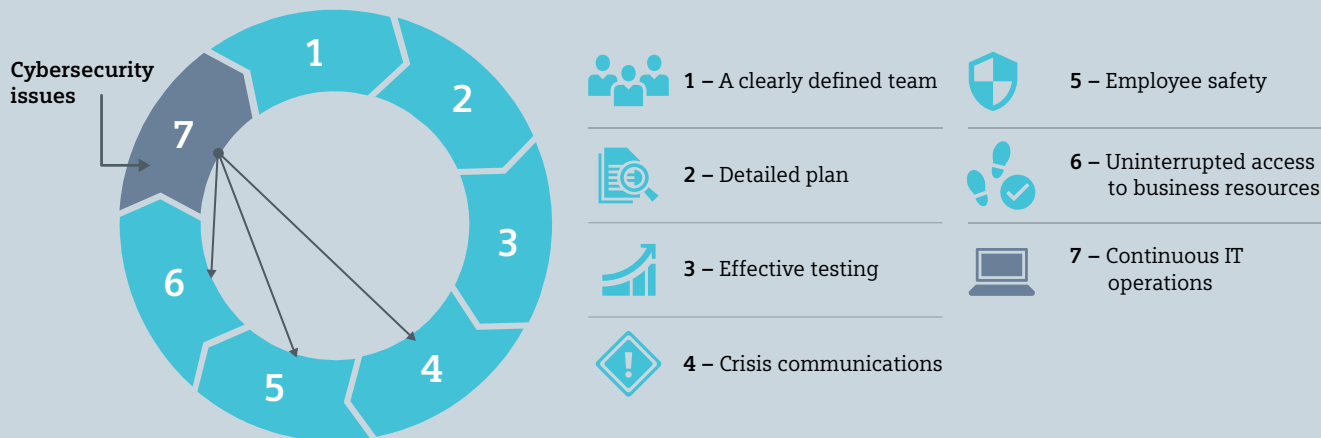 Cybersecurity
issues
1
2
3
4
5
6
7
1 – A clearly defined team
2 – Detailed plan
3 – Effective testing
4 – Crisis communications
5 – Employee safety
6 – Uninterrupted access
to business resources
7 – Continuous IT
operations